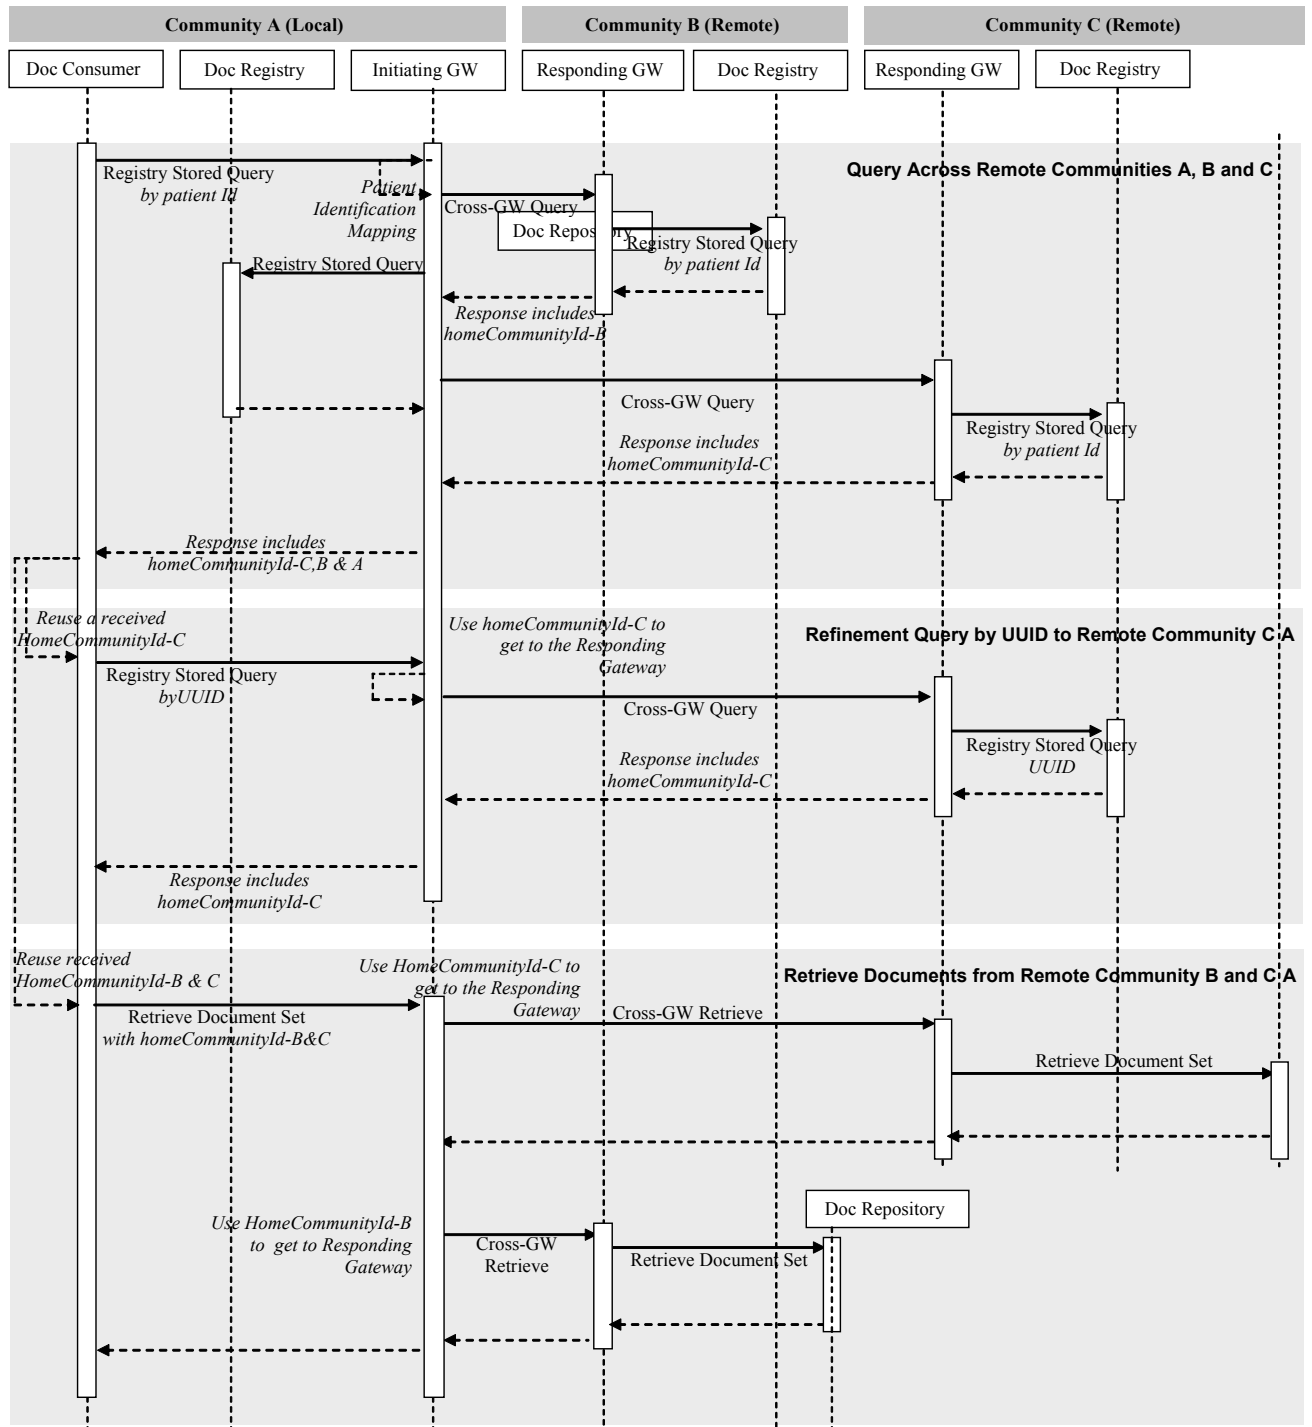 Community A (Local)
Community B (Remote)
Community C (Remote)
Doc Consumer
Doc Registry
Initiating GW
Responding GW
Doc Registry
Responding GW
Doc Registry
Query Across Remote Communities A, B and C
Registry Stored Query
by patient Id
Patient
Identification
Mapping
Cross-GW Query
Doc Repository
Registry Stored Query
by patient Id
Registry Stored Query
Response includes
homeCommunityId-B
Cross-GW Query
Registry Stored Query
by patient Id
Response includes
homeCommunityId-C
Response includes
homeCommunityId-C,B & A
Reuse a received
HomeCommunityId-C
Use homeCommunityId-C to
get to the Responding
Gateway
Refinement Query by UUID to Remote Community C A
Registry Stored Query
byUUID
Cross-GW Query
Registry Stored Query
UUID
Response includes
homeCommunityId-C
Response includes
homeCommunityId-C
Reuse received
HomeCommunityId-B & C
Use HomeCommunityId-C to
get to the Responding
Gateway
Retrieve Documents from Remote Community B and C A
Retrieve Document Set
with homeCommunityId-B&C
Cross-GW Retrieve
Retrieve Document Set
Doc Repository
Use HomeCommunityId-B
to get to Responding
Gateway
Cross-GW
Retrieve
Retrieve Document Set